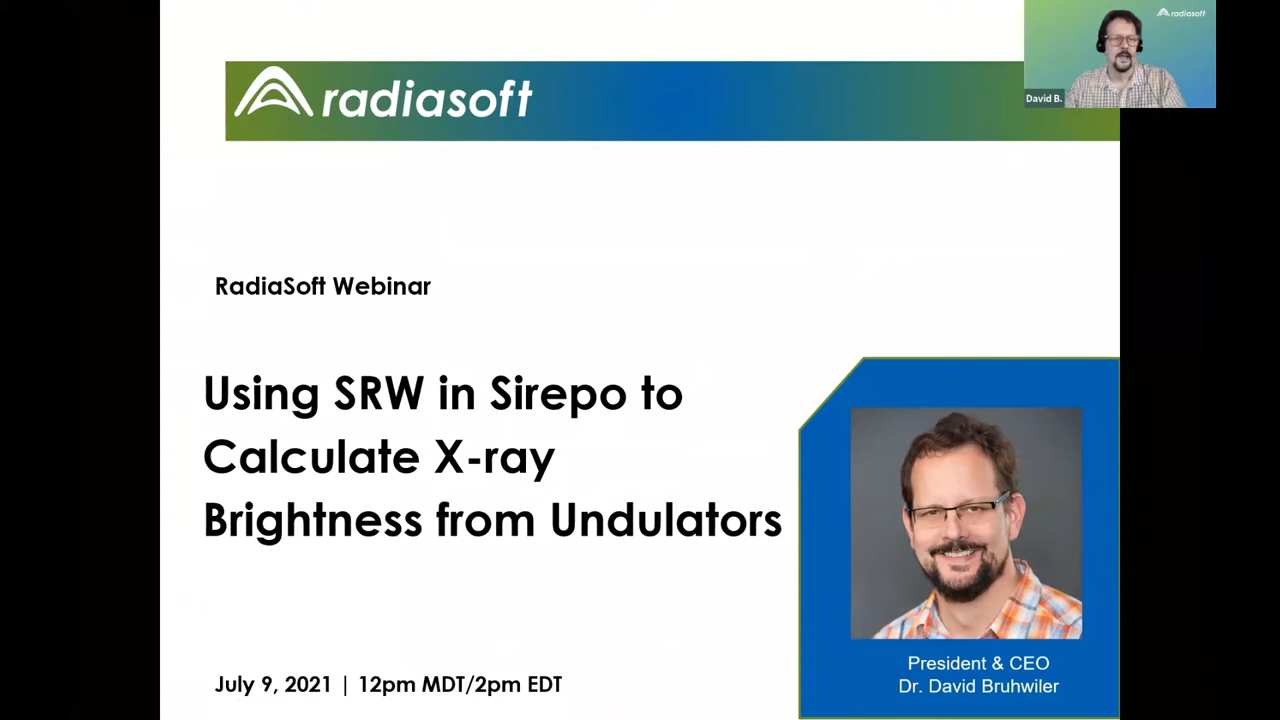 radiasoft
radiasoft
David B.
RadiaSoft Webinar
Using SRW in Sirepo to
Calculate X-ray
Brightness from Undulators
President & CEO
Dr. David Bruhwiler
July 9, 2021 | 12pm MDT/2pm EDT